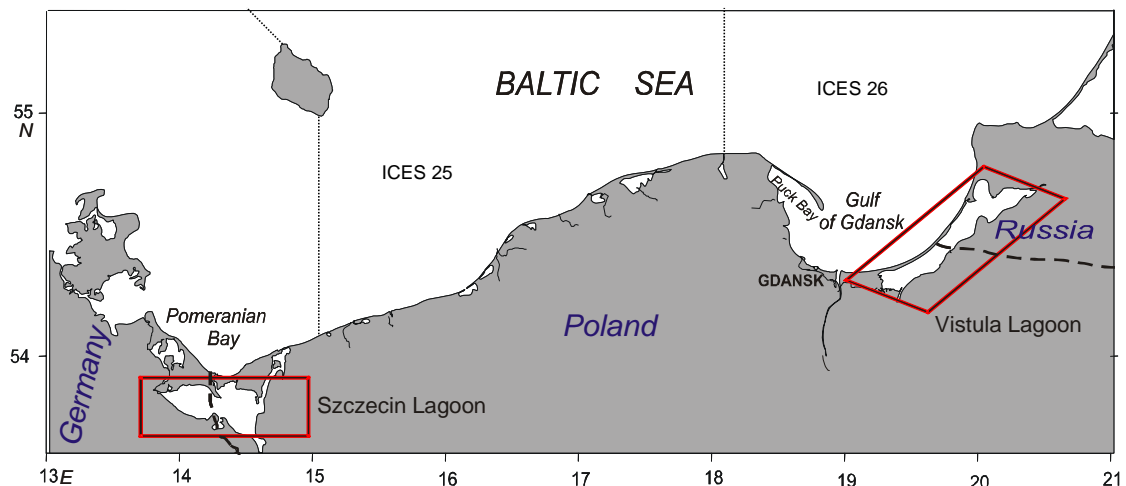 BALTIC SEA
ICES 26
55
N
ICES 25
Puck Bay
Gulf
of Gdansk
Russia
GDANSK
Pomeranian
Bay
Poland
Vistula Lagoon
54
Germany
Szczecin Lagoon
13 E 14 15 16 17 18 19 20 21